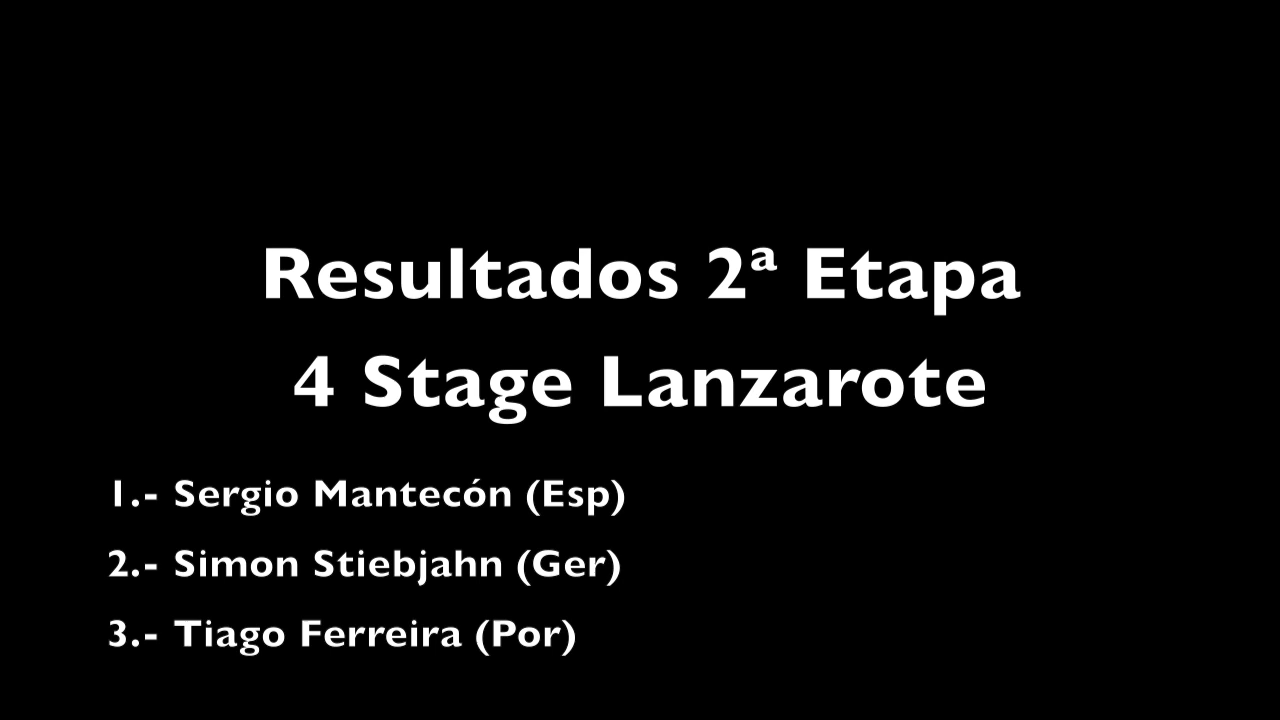 Resultados 2ª Etapa
4 Stage Lanzarote
1.- Sergio Mantecón (Esp)
2.- Simon Stiebjahn (Ger)
3.- Tiago Ferreira (Por)